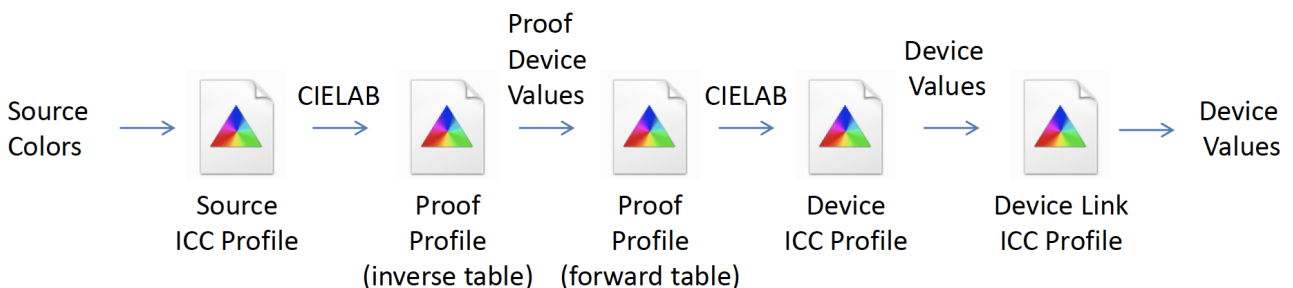 Source
Colors
CIELAB
Proof
Device
Values
CIELAB
Device
Values
Device
Values
Source
ICC Profile
Proof
Profile
(inverse table)
Proof
Profile
(forward table)
Device
ICC Profile
Device Link
ICC Profile